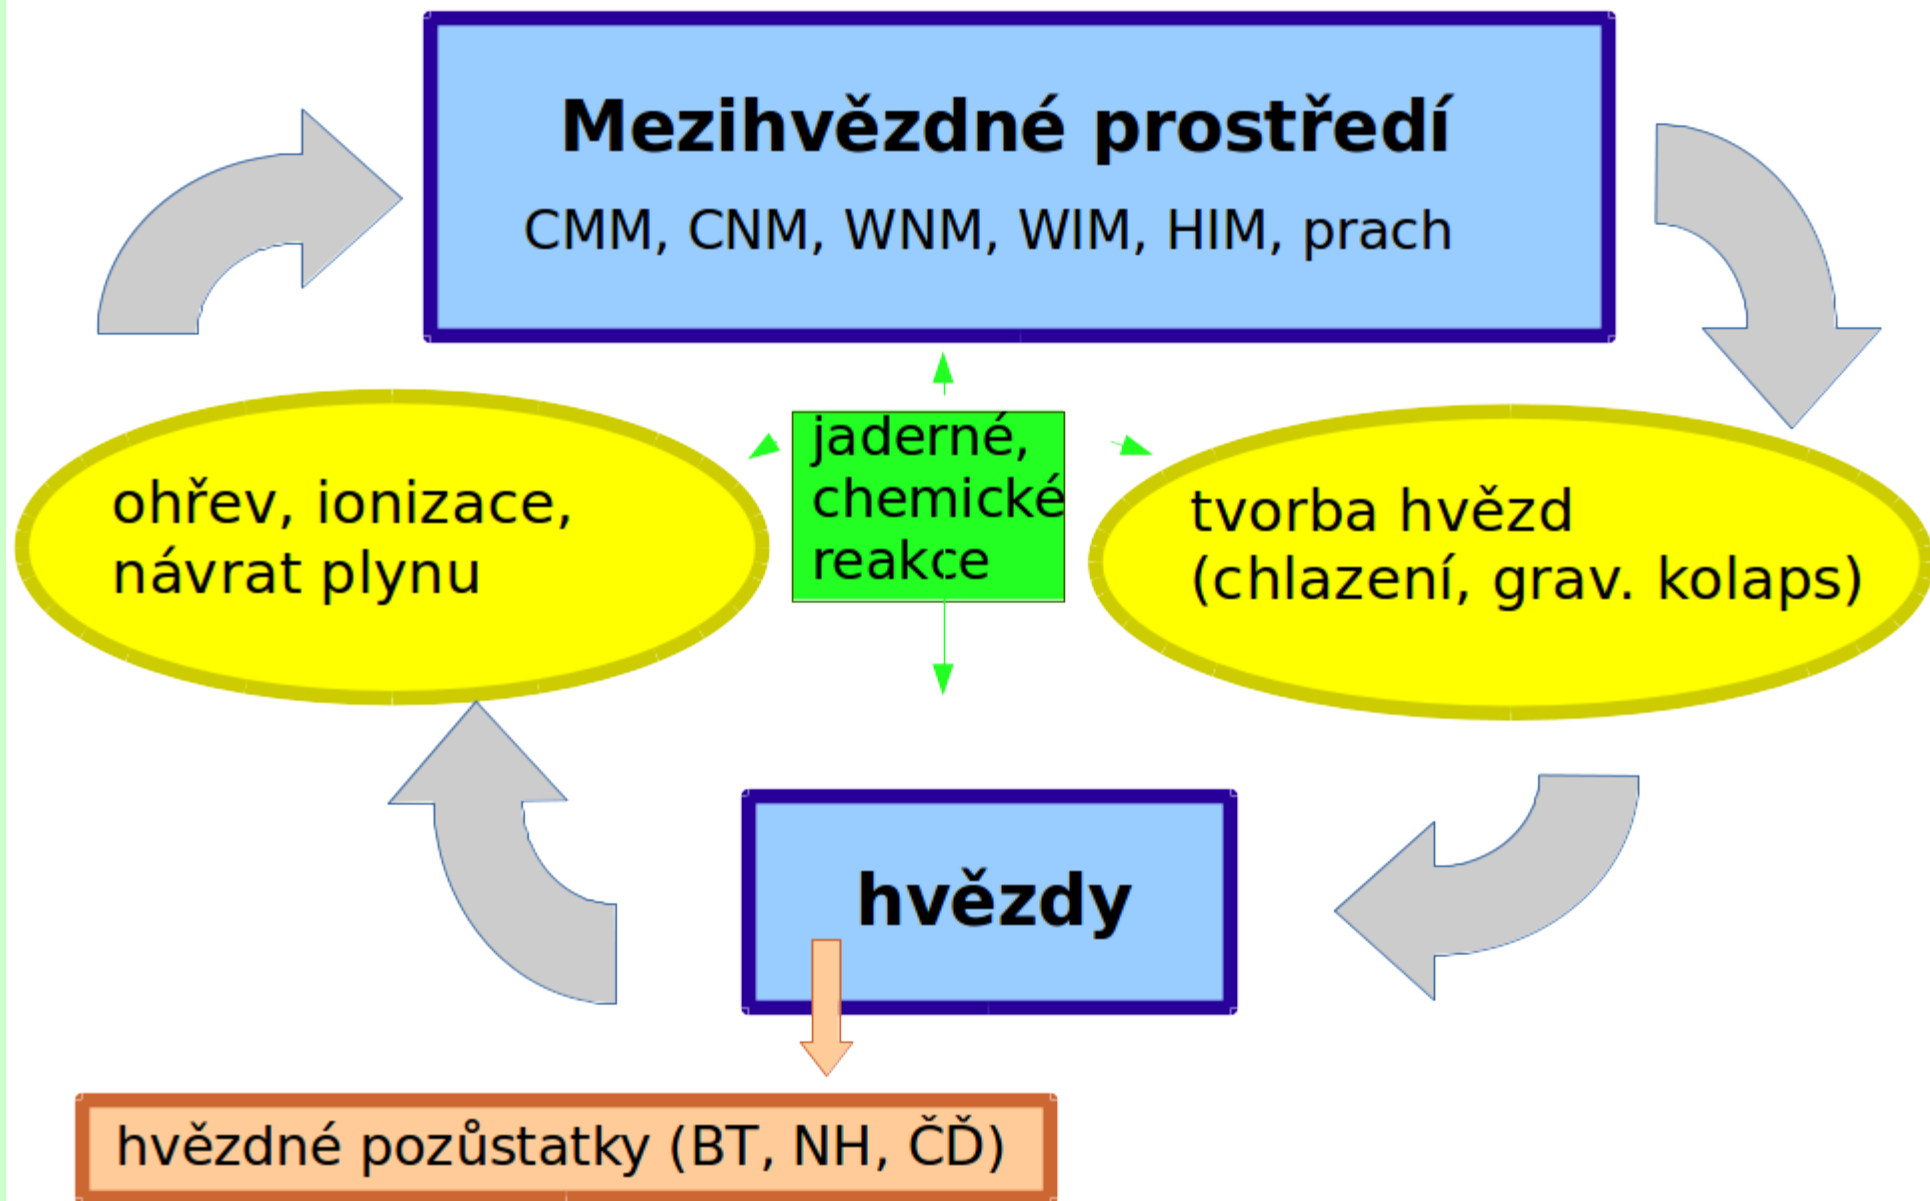 Mezihvězdné prostředí
CMM, CNM, WNM, WIM, HIM, prach
ohřev, ionizace,
návrat plynu
jaderné,
chemické
reakce
tvorba hvězd
(chlazení, grav. kolaps)
hvězdy
hvězdné pozůstatky (BT, NH, ČĎ)